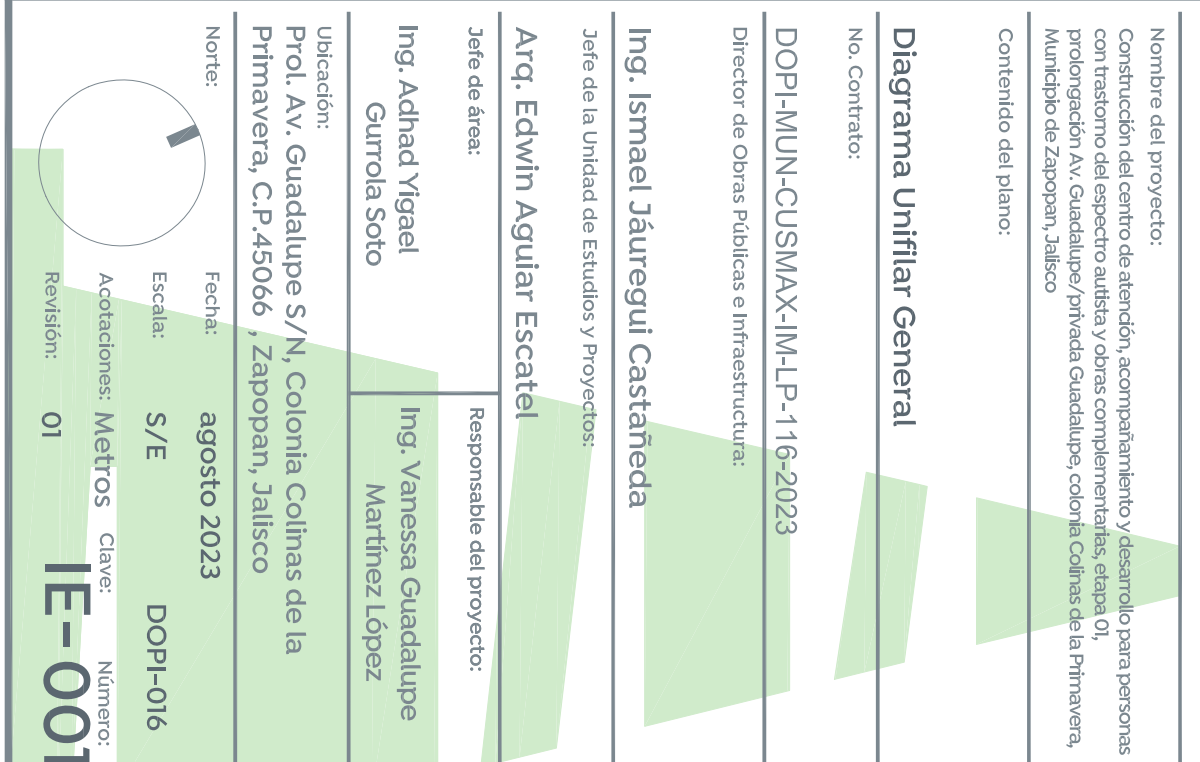 Nombre del proyecto:
Construcción del centro de atención, acompañamiento y desarrollo para personas
con trastorno del espectro autista y obras complementarias, etapa 01,
prolongación Av. Guadalupe/privada Guadalupe, colonia Colinas de la Primavera,
Municipio de Zapopan, Jalisco
Contenido del plano:
Diagrama Unifilar General
No. Contrato:
DOPI-MUN-CUSMAX-IM-LP-116-2023
Director de Obras Públicas e Infraestructura:
Ing. Ismael Jáuregui Castañeda
Jefe de la Unidad de Estudios y Proyectos:
Arq. Edwin Aguiar Escatel
Jefe de área:
Ing. Adhad Yigael
Gurrola Soto
Responsable del proyecto:
Ing. Vanessa Guadalupe
Martínez López
Ubicación:
Prol. Av. Guadalupe S/N, Colonia Colinas de la
Primavera, C.P.45066 , Zapopan, Jalisco
Norte:
Fecha: agosto 2023
Escala: S/E DOPI-016
Acotaciones: Metros Clave: Número:
Revisión: 01 IE-001